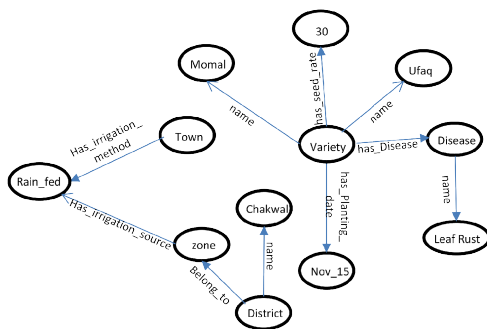 30
Momal
Ufaq
has_seed_rate
name
name
Has_irrigation_
method
Town
Variety
has_Disease
Disease
Rain_fed
has_Planting_
date
name
Chakwal
Has_irrigation_source
zone
name
Leaf Rust
Belong_to
Nov_15
District